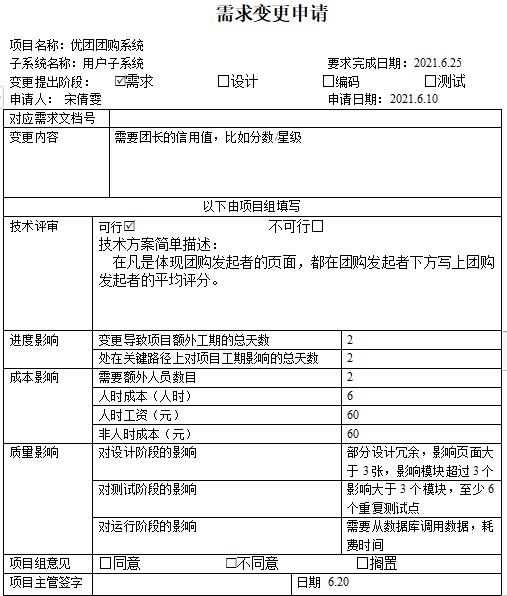 需求变更申请
项目名称：优团团购系统
子系统名称：用户子系统 要求完成日期：2021.6.25
变更提出阶段： ☑需求 □设计 □编码 □测试
申请人： 宋倩雯 申请日期：2021.6.10
对应需求文档号
变更内容 需要团长的信用值，比如分数/星级
以下由项目组填写
技术评审 可行☑ 不可行□
技术方案简单描述：
在凡是体现团购发起者的页面，都在团购发起者下方写上团购
发起者的平均评分。
进度影响 变更导致项目额外工期的总天数 2
处在关键路径上对项目工期影响的总天数 2
成本影响 需要额外人员数目 2
人时成本（人时） 6
人时工资（元） 60
非人时成本（元） 60
质量影响 对设计阶段的影响 部分设计冗余，影响页面大
于 3 张，影响模块超过 3 个
对测试阶段的影响 影响大于 3 个模块，至少 6
个重复测试点
对运行阶段的影响 需要从数据库调用数据，耗
费时间
项目组意见 □同意 □不同意 □搁置
项目主管签字 日期 6.20